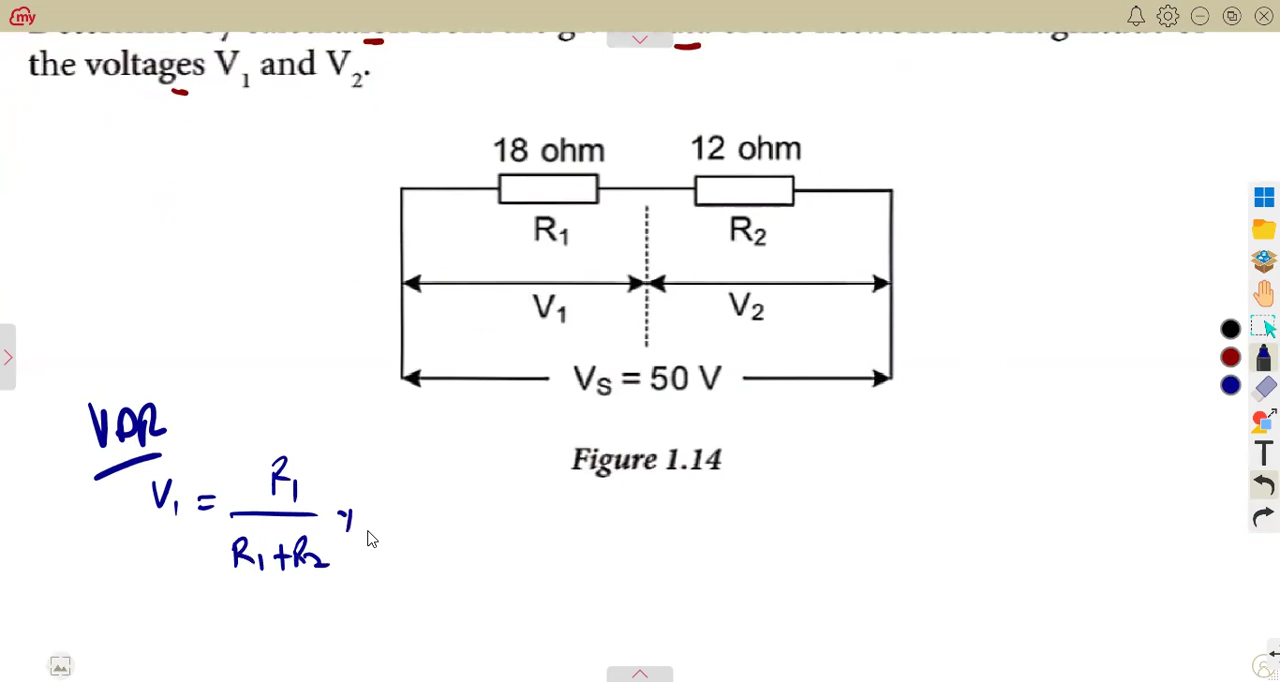 my
the voltages V₁ and V₂.
18 ohm 12 ohm
R₁ R₂
V₁ V₂
Vₛ = 50 V
Figure 1.14
VDR
V₁ = R₁
R₁+R₂
T